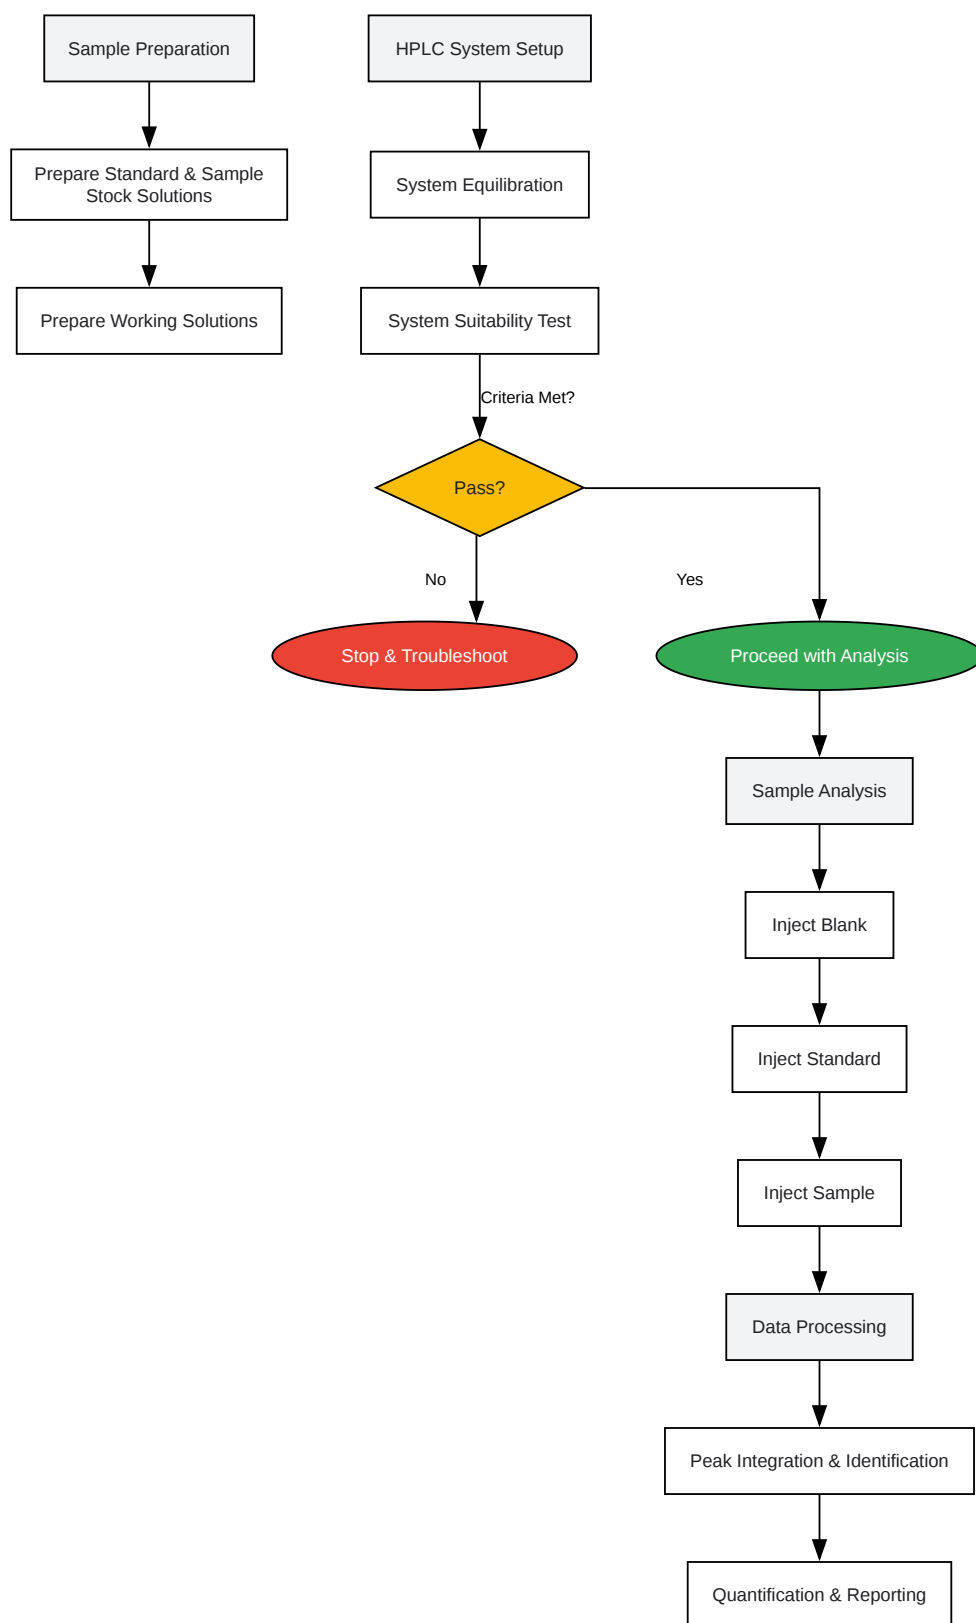 Sample Preparation
HPLC System Setup
Prepare Standard & Sample
Stock Solutions
System Equilibration
Prepare Working Solutions
System Suitability Test
Criteria Met?
Pass?
No
Yes
Stop & Troubleshoot
Proceed with Analysis
Sample Analysis
Inject Blank
Inject Standard
Inject Sample
Data Processing
Peak Integration & Identification
Quantification & Reporting